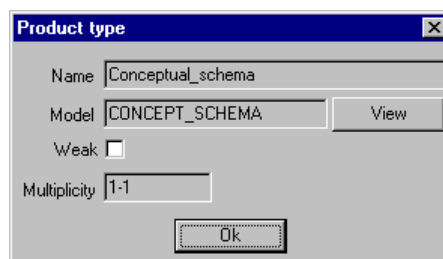 Product type
Name Conceptual_schema
Model CONCEPT_SCHEMA View
Weak
Multiplicity 1-1
Ok